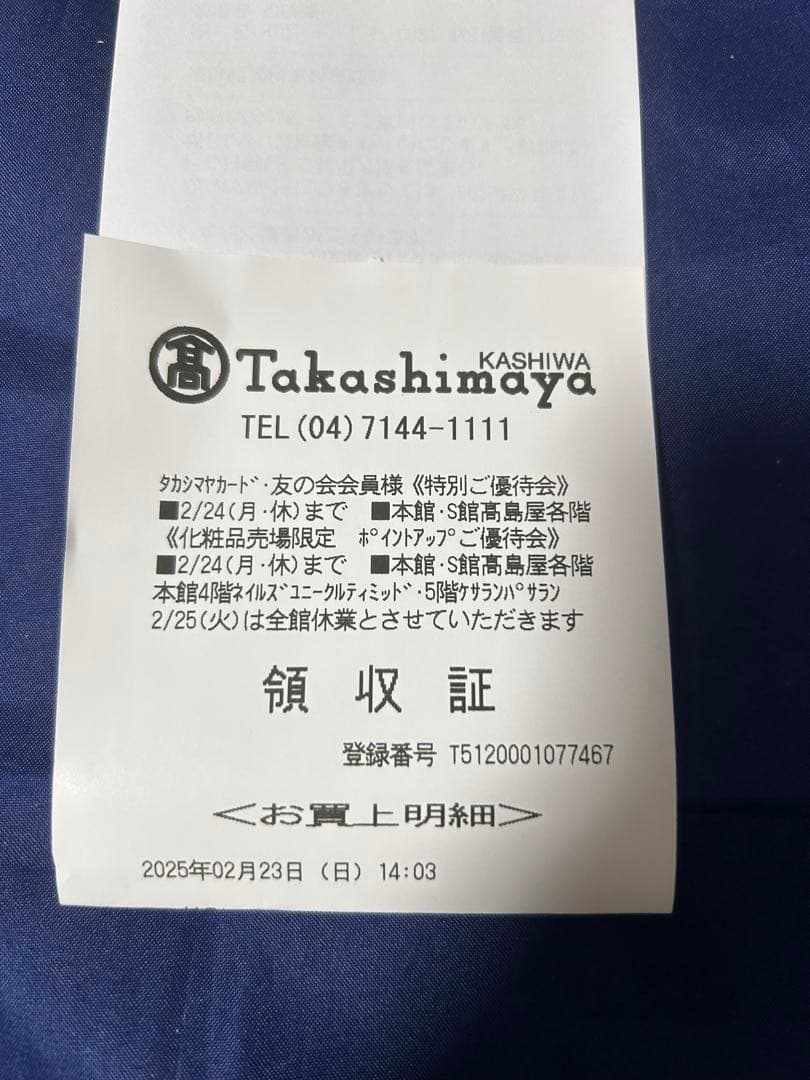 髙 Takashimaya KASHIWA
TEL(04)7144-1111
ﾀｶｼﾏﾔｶｰﾄﾞ･友の会会員様《特別ご優待会》
■2/24(月･休)まで ■本館･S館髙島屋各階
《化粧品売場限定 ﾎﾟｲﾝﾄｱｯﾌﾟご優待会》
■2/24(月･休)まで ■本館･S館髙島屋各階
本館4階ﾈｲﾙｽﾞﾕﾆｰｸﾙﾃｨﾐｯﾄﾞ･5階ｹｻﾗﾝﾊﾟｻﾗﾝ
2/25(火)は全館休業とさせていただきます
領収証
登録番号 T5120001077467
<お買上明細>
2025年02月23日 (日) 14:03